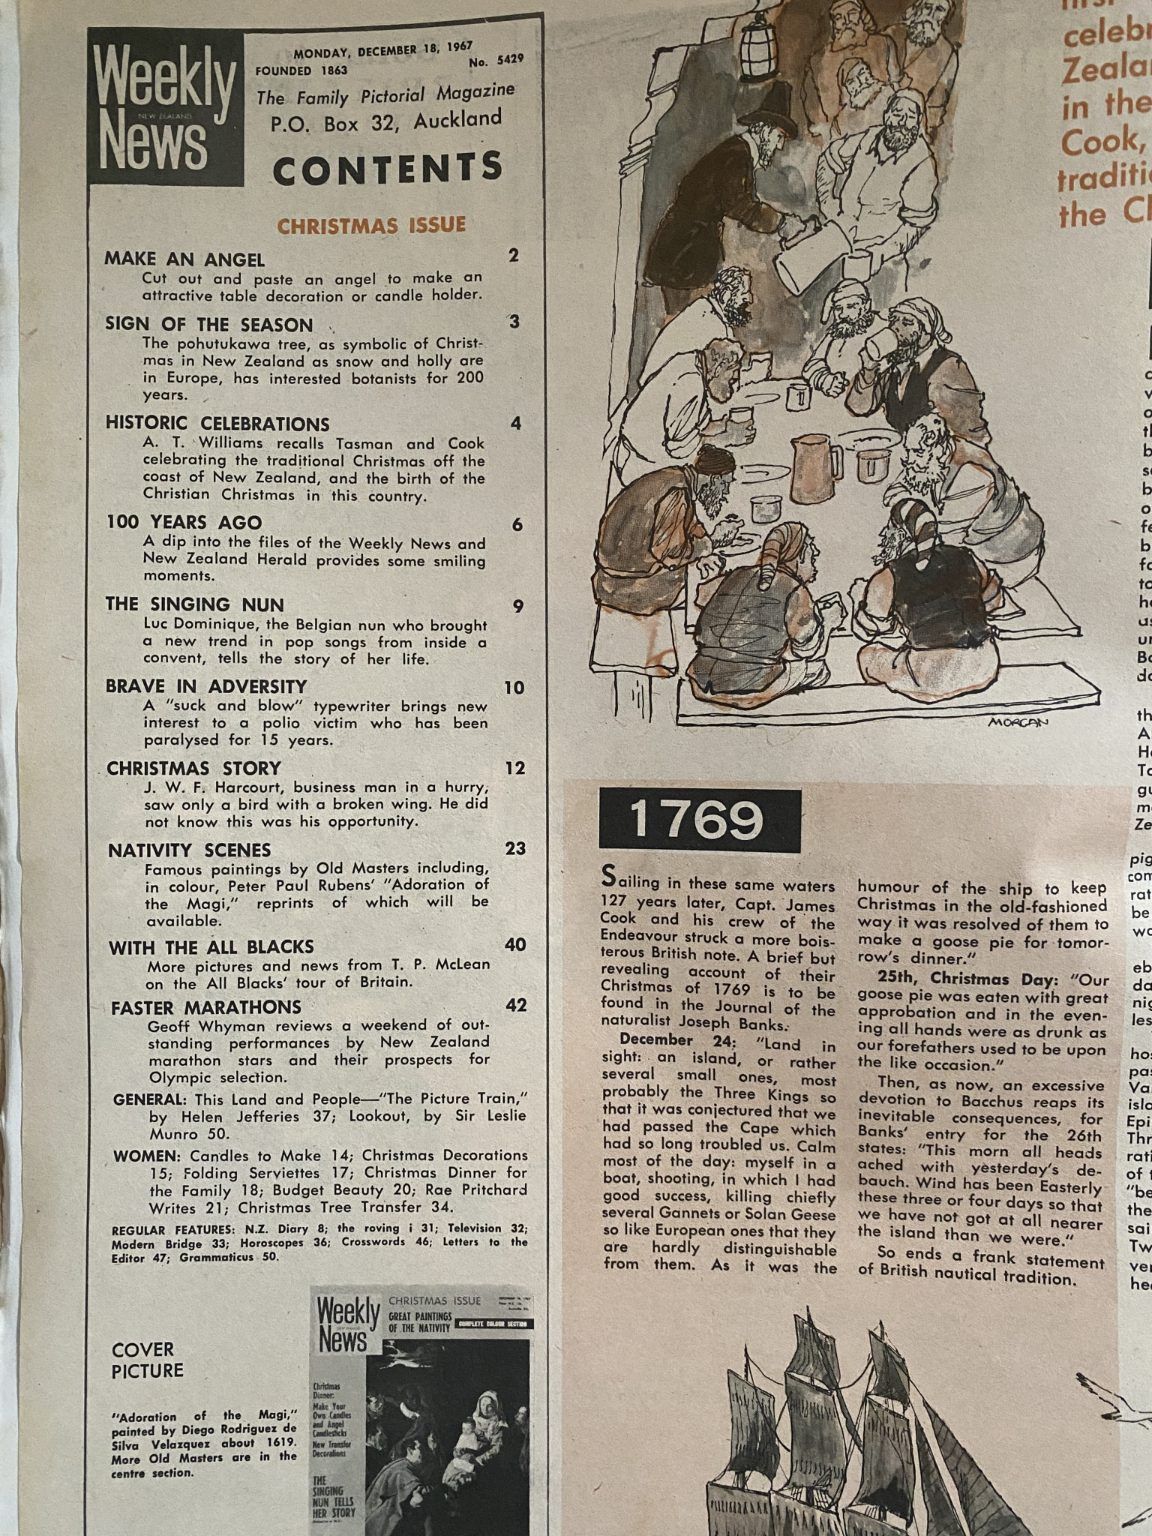 Weekly
NEW ZEALAND
News
MONDAY, DECEMBER 18, 1967
FOUNDED 1863
No. 5429
The Family Pictorial Magazine
P.O. Box 32, Auckland
CONTENTS
CHRISTMAS ISSUE
MAKE AN ANGEL 2
Cut out and paste an angel to make an
attractive table decoration or candle holder.
SIGN OF THE SEASON 3
The pohutukawa tree, as symbolic of Christ-
mas in New Zealand as snow and holly are
in Europe, has interested botanists for 200
years.
HISTORIC CELEBRATIONS 4
A. T. Williams recalls Tasman and Cook
celebrating the traditional Christmas off the
coast of New Zealand, and the birth of the
Christian Christmas in this country.
100 YEARS AGO 6
A dip into the files of the Weekly News and
New Zealand Herald provides some smiling
moments.
THE SINGING NUN 9
Luc Dominique, the Belgian nun who brought
a new trend in pop songs from inside a
convent, tells the story of her life.
BRAVE IN ADVERSITY 10
A "suck and blow" typewriter brings new
interest to a polio victim who has been
paralysed for 15 years.
CHRISTMAS STORY 12
J. W. F. Harcourt, business man in a hurry,
saw only a bird with a broken wing. He did
not know this was his opportunity.
NATIVITY SCENES 23
Famous paintings by Old Masters including,
in colour, Peter Paul Rubens' "Adoration of
the Magi," reprints of which will be
available.
WITH THE ALL BLACKS 40
More pictures and news from T. P. McLean
on the All Blacks' tour of Britain.
FASTER MARATHONS 42
Geoff Whyman reviews a weekend of out-
standing performances by New Zealand
marathon stars and their prospects for
Olympic selection.
GENERAL: This Land and People—"The Picture Train,"
by Helen Jefferies 37; Lookout, by Sir Leslie
Munro 50.
WOMEN: Candles to Make 14; Christmas Decorations
15; Folding Serviettes 17; Christmas Dinner for
the Family 18; Budget Beauty 20; Rae Pritchard
Writes 21; Christmas Tree Transfer 34.
REGULAR FEATURES: N.Z. Diary 8; the roving i 31; Television 32;
Modern Bridge 33; Horoscopes 36; Crosswords 46; Letters to the
Editor 47; Grammaticus 50.
COVER
PICTURE
"Adoration of the Magi,"
painted by Diego Rodriguez de
Silva Velazquez about 1619.
More Old Masters are in the
centre section.
Weekly
News
CHRISTMAS ISSUE
GREAT PAINTINGS
OF THE NATIVITY
COMPLETE COLOUR SECTION
Christmas
Dinner:
Make Your
Own Candles
and Angel
Candlesticks
New Transfer
Decorations
THE
SINGING
NUN TELLS
HER STORY
MORGAN
1769
Sailing in these same waters
127 years later, Capt. James
Cook and his crew of the
Endeavour struck a more bois-
terous British note. A brief but
revealing account of their
Christmas of 1769 is to be
found in the Journal of the
naturalist Joseph Banks.
December 24: "Land in
sight: an island, or rather
several small ones, most
probably the Three Kings so
that it was conjectured that we
had passed the Cape which
had so long troubled us. Calm
most of the day: myself in a
boat, shooting, in which I had
good success, killing chiefly
several Gannets or Solan Geese
so like European ones that they
are hardly distinguishable
from them. As it was the
humour of the ship to keep
Christmas in the old-fashioned
way it was resolved of them to
make a goose pie for tomor-
row's dinner."
25th, Christmas Day: "Our
goose pie was eaten with great
approbation and in the even-
ing all hands were as drunk as
our forefathers used to be upon
the like occasion."
Then, as now, an excessive
devotion to Bacchus reaps its
inevitable consequences, for
Banks' entry for the 26th
states: "This morn all heads
ached with yesterday's de-
bauch. Wind has been Easterly
these three or four days so that
we have not got at all nearer
the island than we were."
So ends a frank statement
of British nautical tradition.
first
celebr
Zeala
in the
Cook,
traditi
the Ch